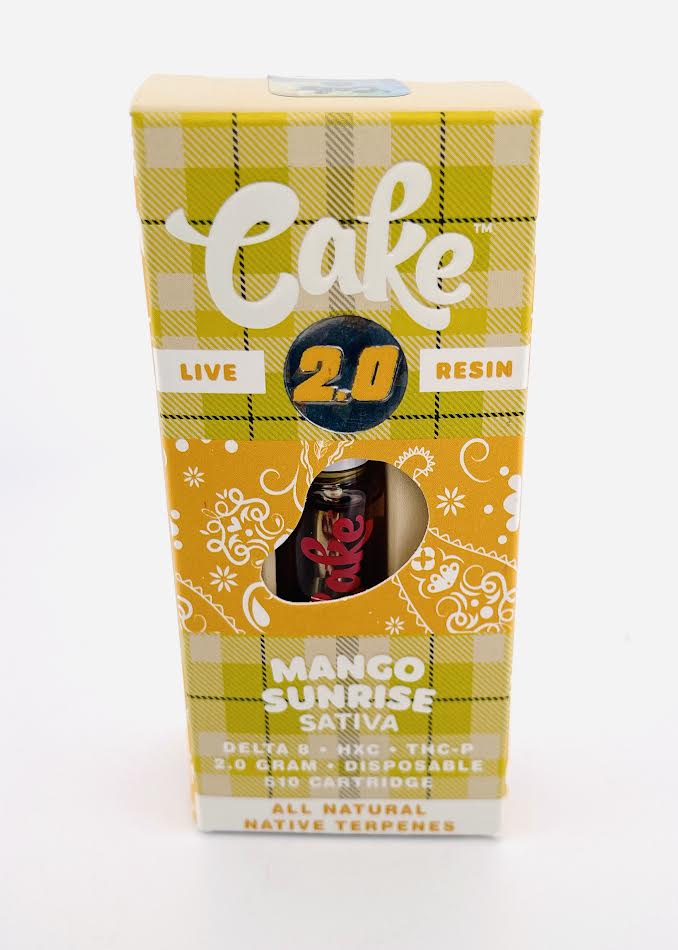 Cake™
LIVE 2.0 RESIN
Cake
MANGO
SUNRISE
SATIVA
DELTA 8 • HXC • THC-P
2.0 GRAM • DISPOSABLE
510 CARTRIDGE
ALL NATURAL
NATIVE TERPENES